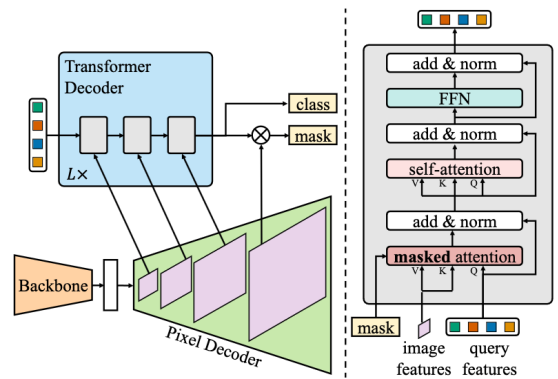 Transformer
Decoder
L×
class
mask
Backbone
Pixel Decoder
add & norm
FFN
add & norm
self-attention
V K Q
add & norm
masked attention
V K Q
mask
image
features
query
features